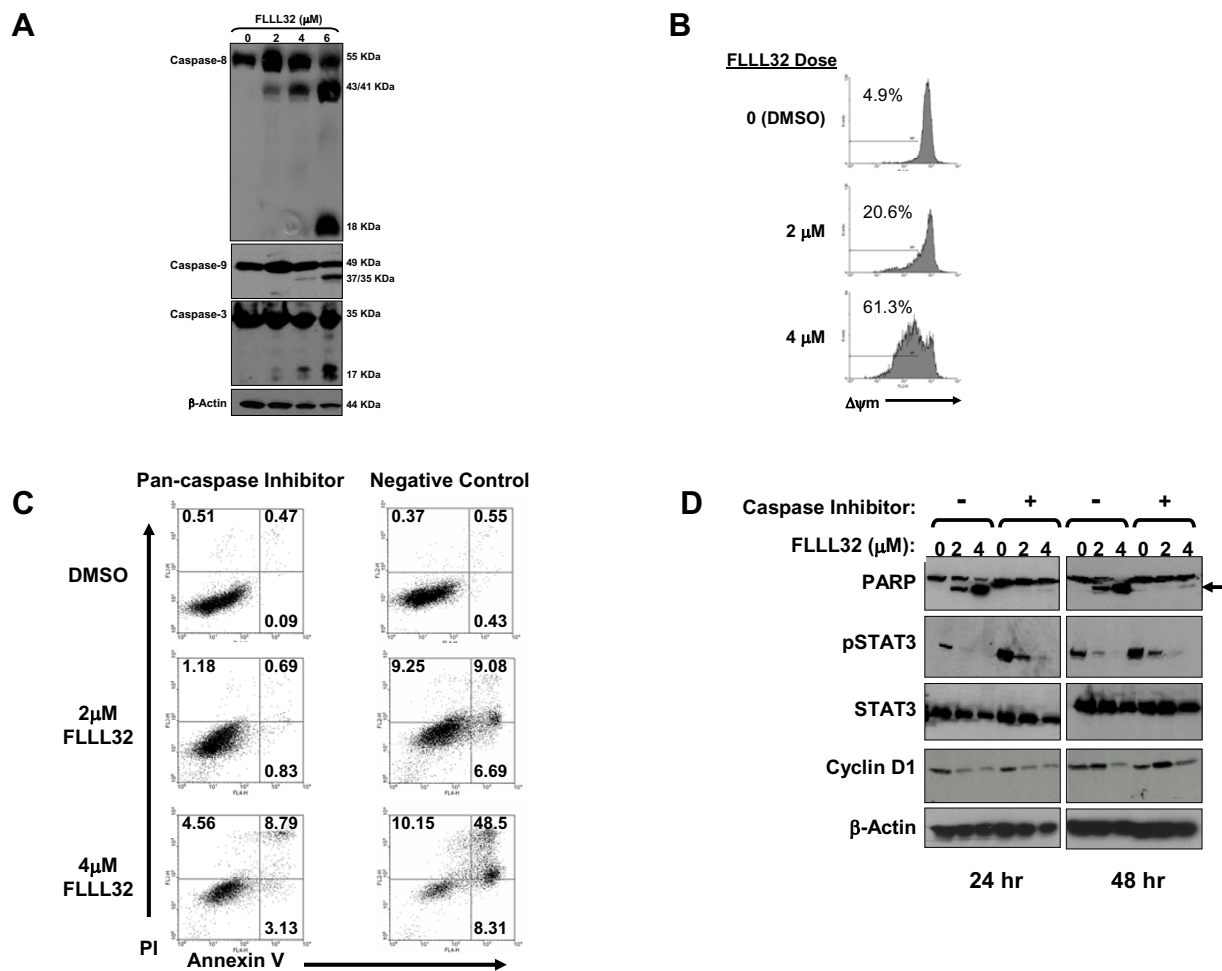 A
FLLL32 (µM)
0 2 4 6
Caspase-8
55 KDa
43/41 KDa
18 KDa
Caspase-9
49 KDa
37/35 KDa
Caspase-3
35 KDa
17 KDa
β-Actin
44 KDa
B
FLLL32 Dose
0 (DMSO)
4.9%
2 µM
20.6%
4 µM
61.3%
Δψm
C
Pan-caspase Inhibitor Negative Control
DMSO
0.51 0.47
0.09
0.37 0.55
0.43
2µM
FLLL32
1.18 0.69
0.83
9.25 9.08
6.69
4µM
FLLL32
4.56 8.79
3.13
10.15 48.5
8.31
FL4-H FL4-H
PI
Annexin V
D
Caspase Inhibitor: - + - +
FLLL32 (µM): 0 2 4 0 2 4 0 2 4 0 2 4
PARP
pSTAT3
STAT3
Cyclin D1
β-Actin
24 hr 48 hr